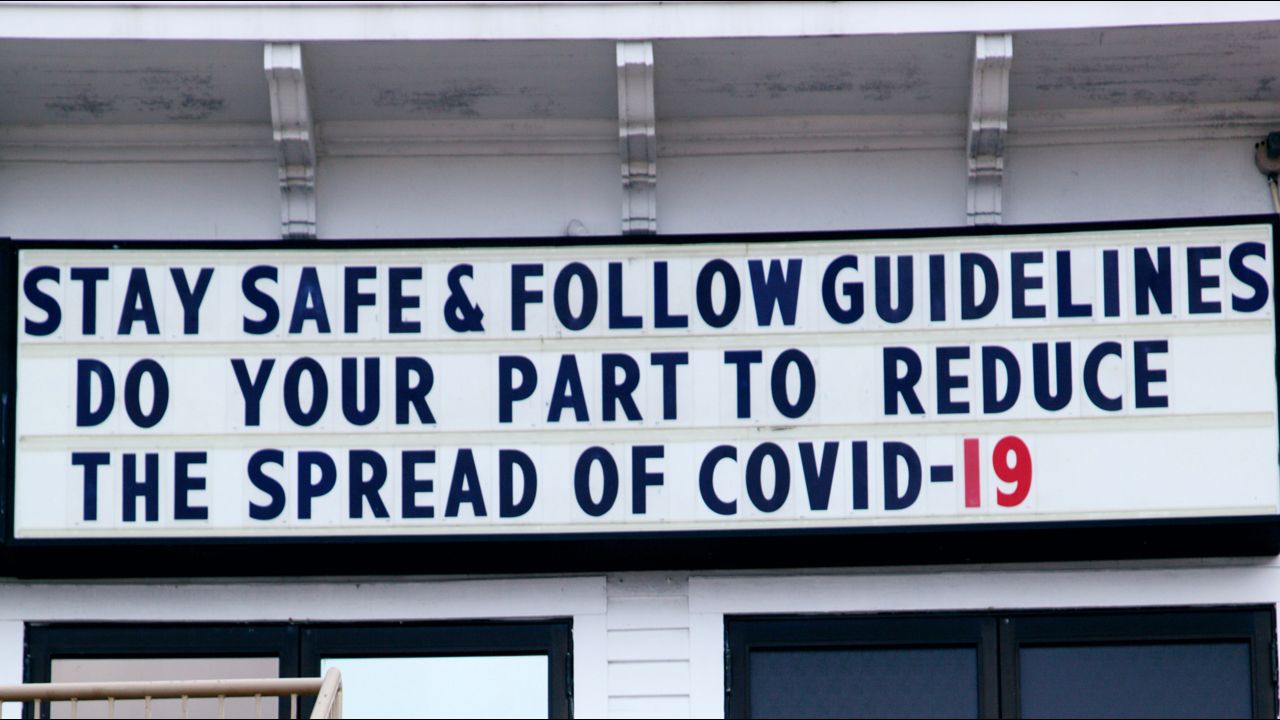 STAY SAFE & FOLLOW GUIDELINES
DO YOUR PART TO REDUCE
THE SPREAD OF COVID-19